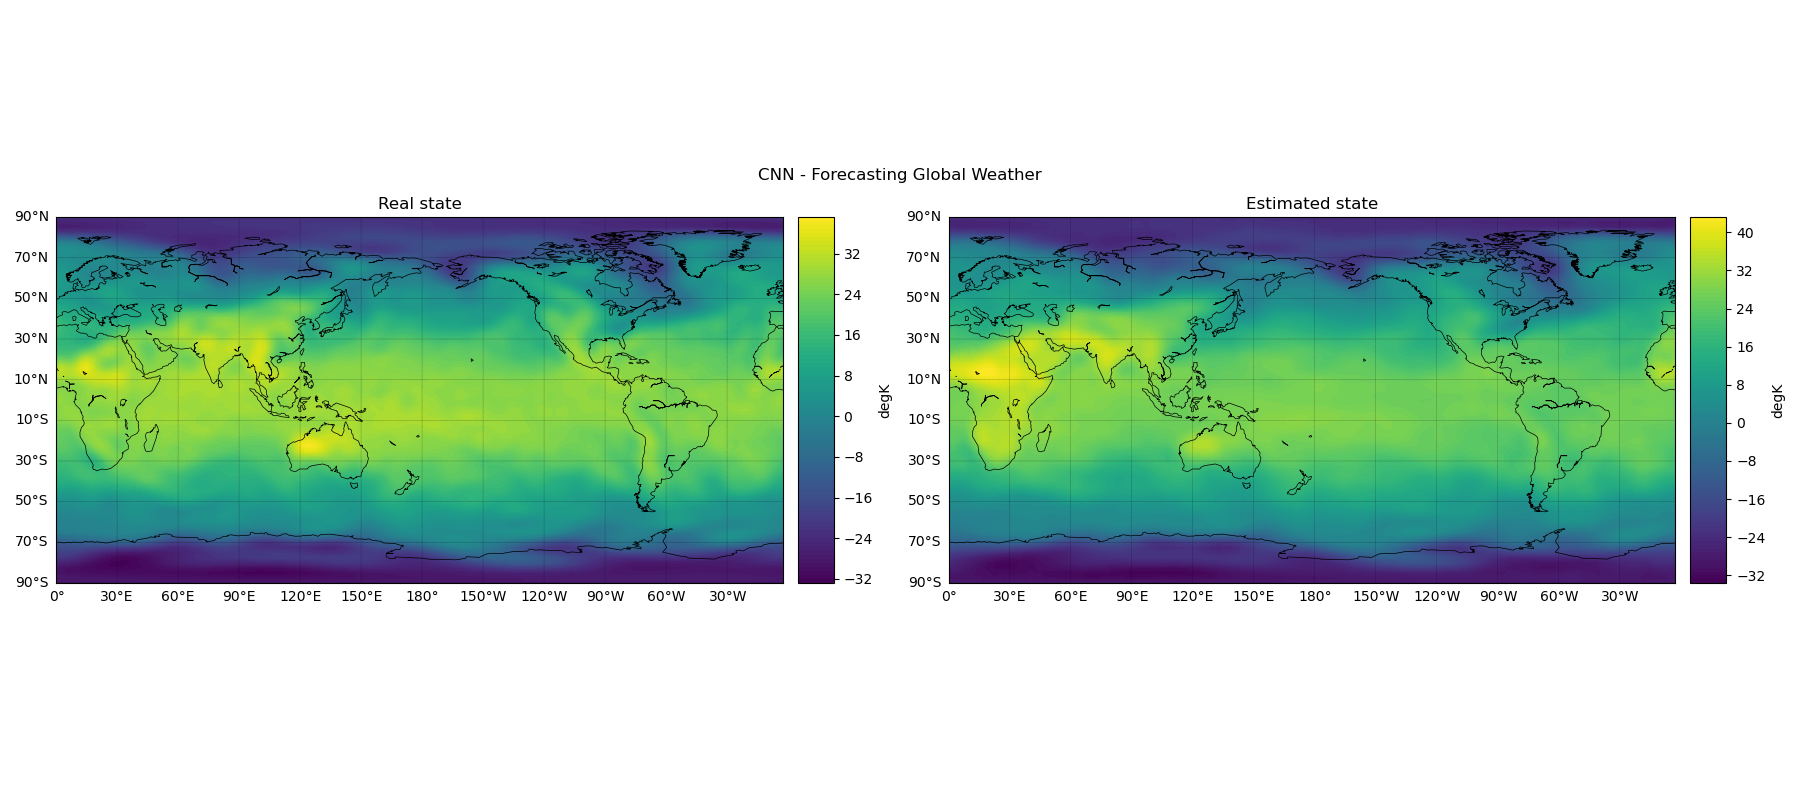 CNN - Forecasting Global Weather
Real state
90°N
70°N
50°N
30°N
10°N
10°S
30°S
50°S
70°S
90°S
0°
30°E
60°E
90°E
120°E
150°E
180°
150°W
120°W
90°W
60°W
30°W
32
24
16
8
0
−8
−16
−24
−32
degK
Estimated state
90°N
70°N
50°N
30°N
10°N
10°S
30°S
50°S
70°S
90°S
0°
30°E
60°E
90°E
120°E
150°E
180°
150°W
120°W
90°W
60°W
30°W
40
32
24
16
8
0
−8
−16
−24
−32
degK